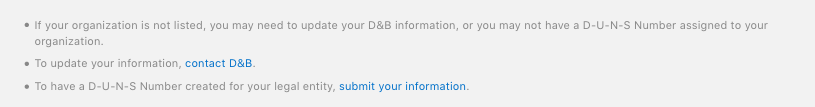 • If your organization is not listed, you may need to update your D&B information, or you may not have a D-U-N-S Number assigned to your
organization.
• To update your information, contact D&B.
• To have a D-U-N-S Number created for your legal entity, submit your information.